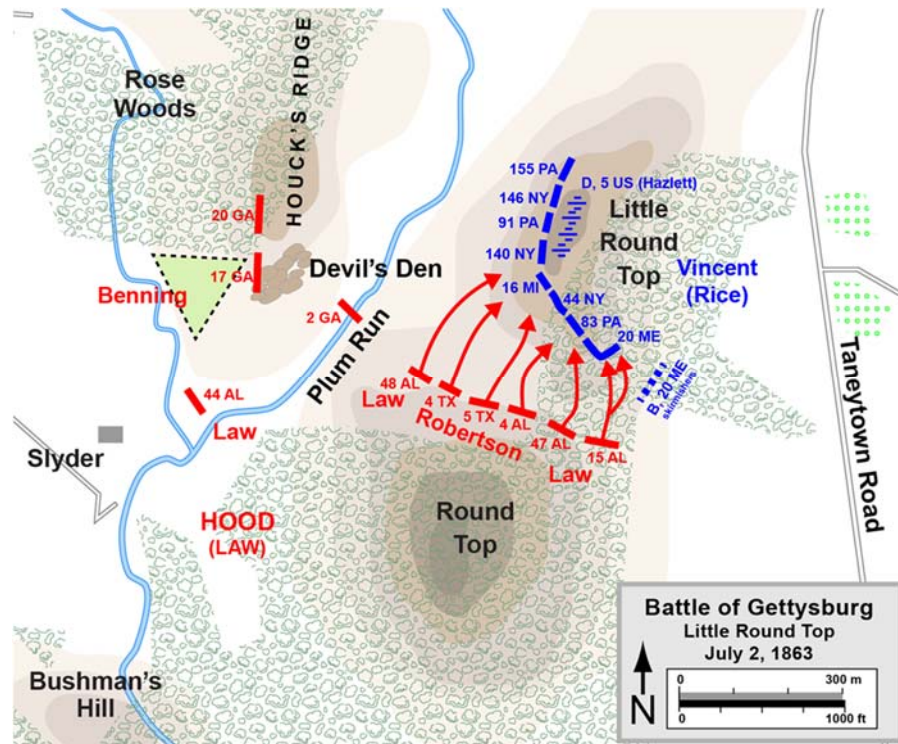 Rose
Woods
HOUCK'S RIDGE
155 PA
146 NY
D, 5 US (Hazlett)
91 PA
Little
Round
Top
20 GA
140 NY
Devil's Den
17 GA
Benning
Vincent
(Rice)
16 MI
44 NY
83 PA
20 ME
2 GA
Plum Run
B, 20 ME
skirmishers
Taneytown Road
48 AL
Law
4 TX
5 TX
4 AL
Robertson
47 AL
15 AL
Law
44 AL
Law
Slyder
HOOD
(LAW)
Round
Top
Bushman's
Hill
Battle of Gettysburg
Little Round Top
July 2, 1863
N
0
300 m
0
1000 ft